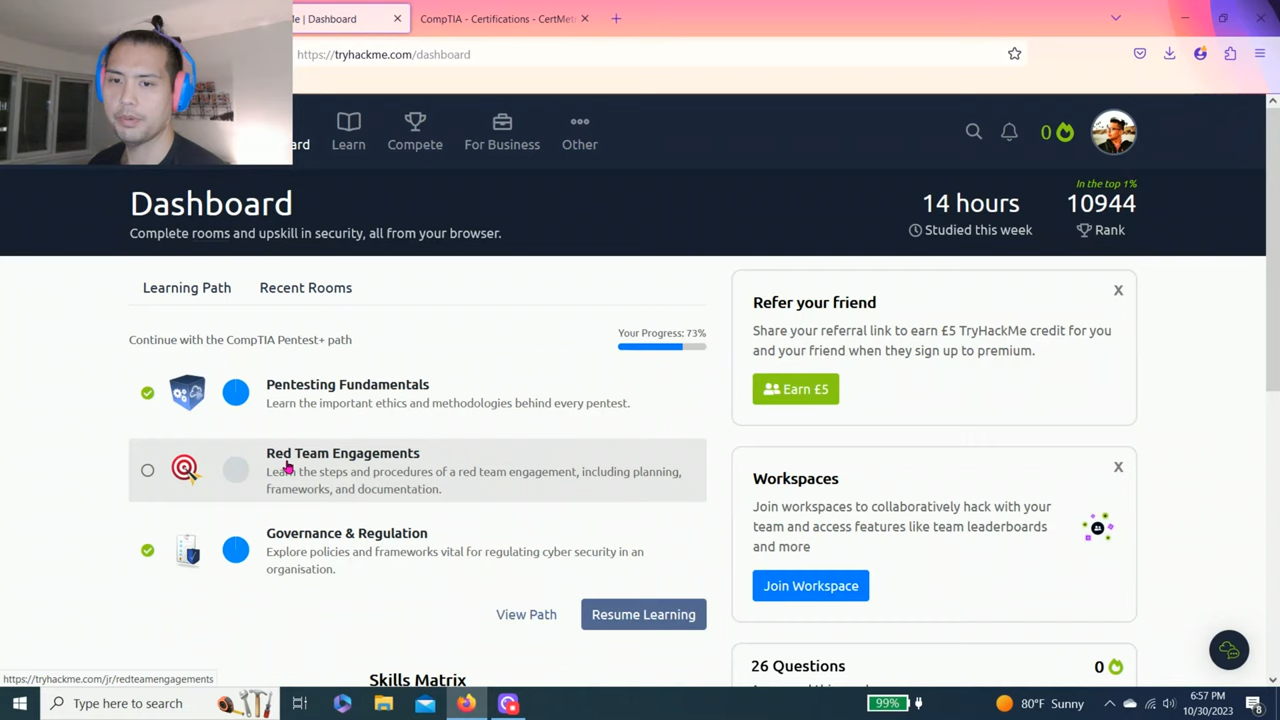 le | Dashboard
CompTIA - Certifications - CertMet
https://tryhackme.com/dashboard
ard
Learn
Compete
For Business
Other
0
Dashboard
Complete rooms and upskill in security, all from your browser.
14 hours
Studied this week
In the top 1%
10944
Rank
Learning Path
Recent Rooms
Continue with the CompTIA Pentest+ path
Your Progress: 73%
Pentesting Fundamentals
Learn the important ethics and methodologies behind every pentest.
Red Team Engagements
Learn the steps and procedures of a red team engagement, including planning,
frameworks, and documentation.
Governance & Regulation
Explore policies and frameworks vital for regulating cyber security in an
organisation.
View Path
Resume Learning
Skills Matrix
Refer your friend
X
Share your referral link to earn £5 TryHackMe credit for you
and your friend when they sign up to premium.
Earn £5
Workspaces
X
Join workspaces to collaboratively hack with your
team and access features like team leaderboards
and more
Join Workspace
26 Questions
0
https://tryhackme.com/jr/redteamengagements
Type here to search
99%
80°F Sunny
6:57 PM
10/30/2023
8